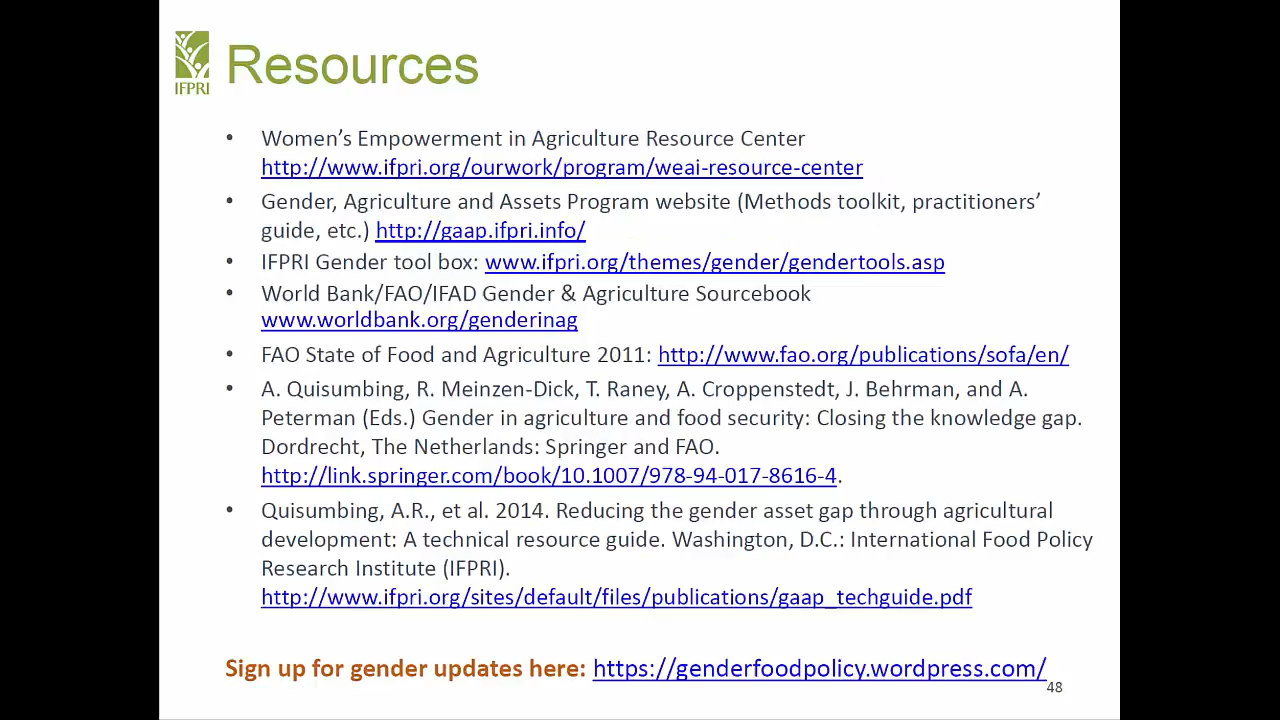 IFPRI
Resources
• Women's Empowerment in Agriculture Resource Center
http://www.ifpri.org/ourwork/program/weai-resource-center
• Gender, Agriculture and Assets Program website (Methods toolkit, practitioners'
guide, etc.) http://gaap.ifpri.info/
• IFPRI Gender tool box: www.ifpri.org/themes/gender/gendertools.asp
• World Bank/FAO/IFAD Gender & Agriculture Sourcebook
www.worldbank.org/genderinag
• FAO State of Food and Agriculture 2011: http://www.fao.org/publications/sofa/en/
• A. Quisumbing, R. Meinzen-Dick, T. Raney, A. Croppenstedt, J. Behrman, and A.
Peterman (Eds.) Gender in agriculture and food security: Closing the knowledge gap.
Dordrecht, The Netherlands: Springer and FAO.
http://link.springer.com/book/10.1007/978-94-017-8616-4.
• Quisumbing, A.R., et al. 2014. Reducing the gender asset gap through agricultural
development: A technical resource guide. Washington, D.C.: International Food Policy
Research Institute (IFPRI).
http://www.ifpri.org/sites/default/files/publications/gaap_techguide.pdf
Sign up for gender updates here: https://genderfoodpolicy.wordpress.com/
48